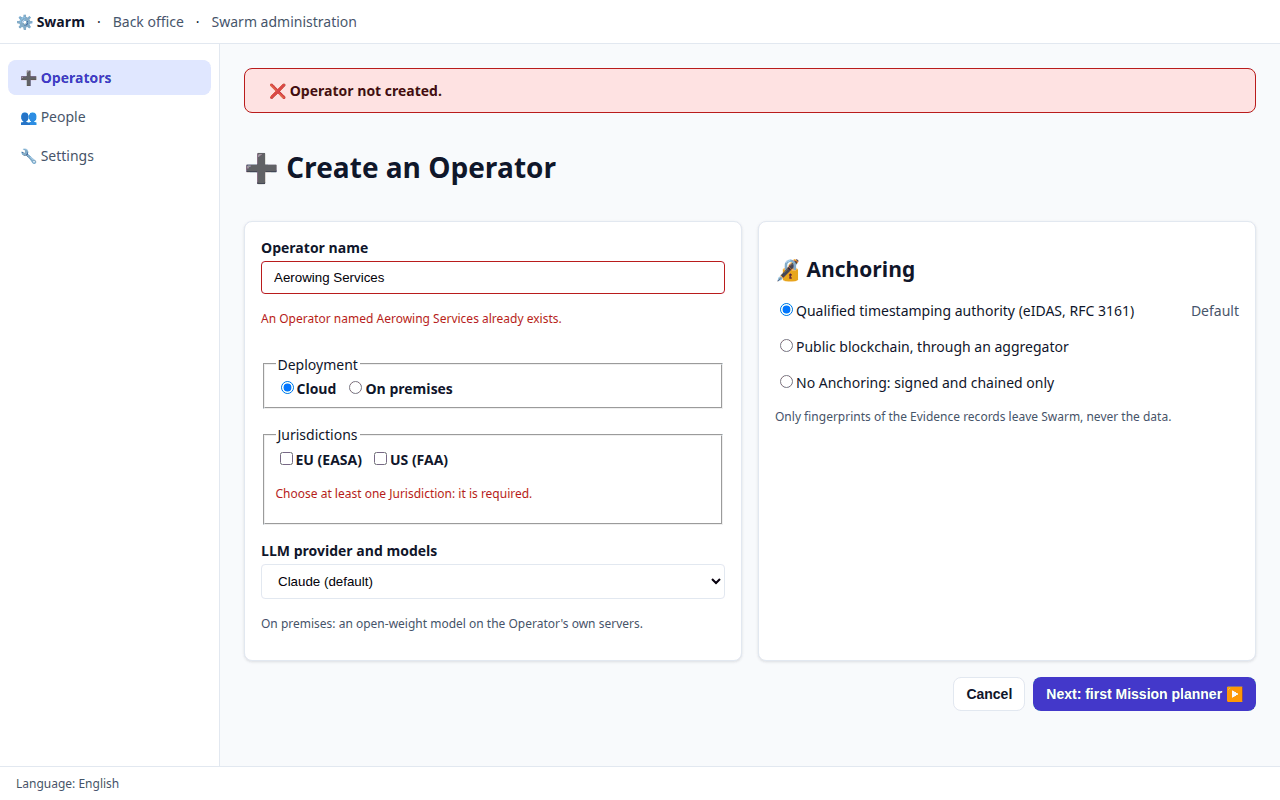 ⚙️ Swarm · Back office · Swarm administration
➕ Operators
👥 People
🔧 Settings
❌ Operator not created.
➕ Create an Operator
Operator name
Aerowing Services
An Operator named Aerowing Services already exists.
Deployment
Cloud On premises
Jurisdictions
EU (EASA) US (FAA)
Choose at least one Jurisdiction: it is required.
LLM provider and models
Claude (default)
On premises: an open-weight model on the Operator's own servers.
🔏 Anchoring
Qualified timestamping authority (eIDAS, RFC 3161) Default
Public blockchain, through an aggregator
No Anchoring: signed and chained only
Only fingerprints of the Evidence records leave Swarm, never the data.
Cancel
Next: first Mission planner ▶️
Language: English